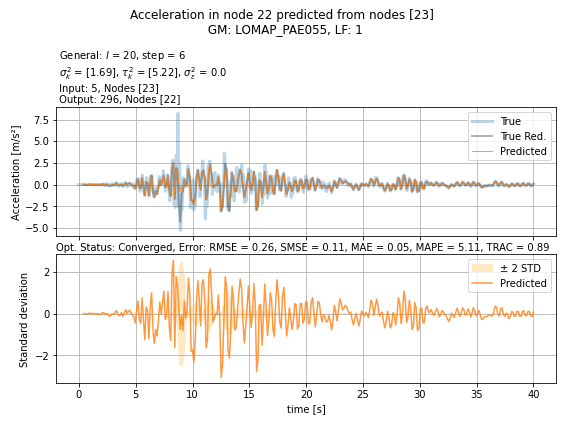 Acceleration in node 22 predicted from nodes [23]
GM: LOMAP_PAE055, LF: 1
General: l = 20, step = 6
σ²ₖ = [1.69], τ²ₖ = [5.22], σ²ε = 0.0
Input: 5, Nodes [23]
Output: 296, Nodes [22]
Acceleration [m/s²]
7.5
5.0
2.5
0.0
−2.5
−5.0
True
True Red.
Predicted
Opt. Status: Converged, Error: RMSE = 0.26, SMSE = 0.11, MAE = 0.05, MAPE = 5.11, TRAC = 0.89
Standard deviation
2
0
−2
± 2 STD
Predicted
0 5 10 15 20 25 30 35 40
time [s]